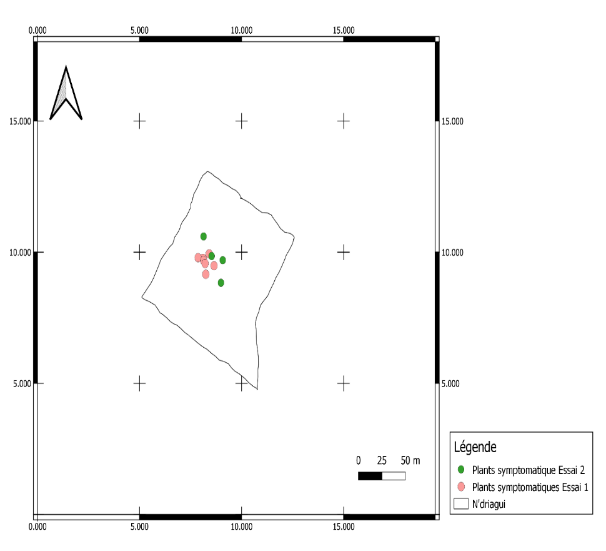 0.000 5.000 10.000 15.000
15.000 15.000
10.000 10.000
5.000 5.000
0 25 50 m
Légende
Plants symptomatique Essai 2
Plants symptomatiques Essai 1
N'driagui
0.000 5.000 10.000 15.000